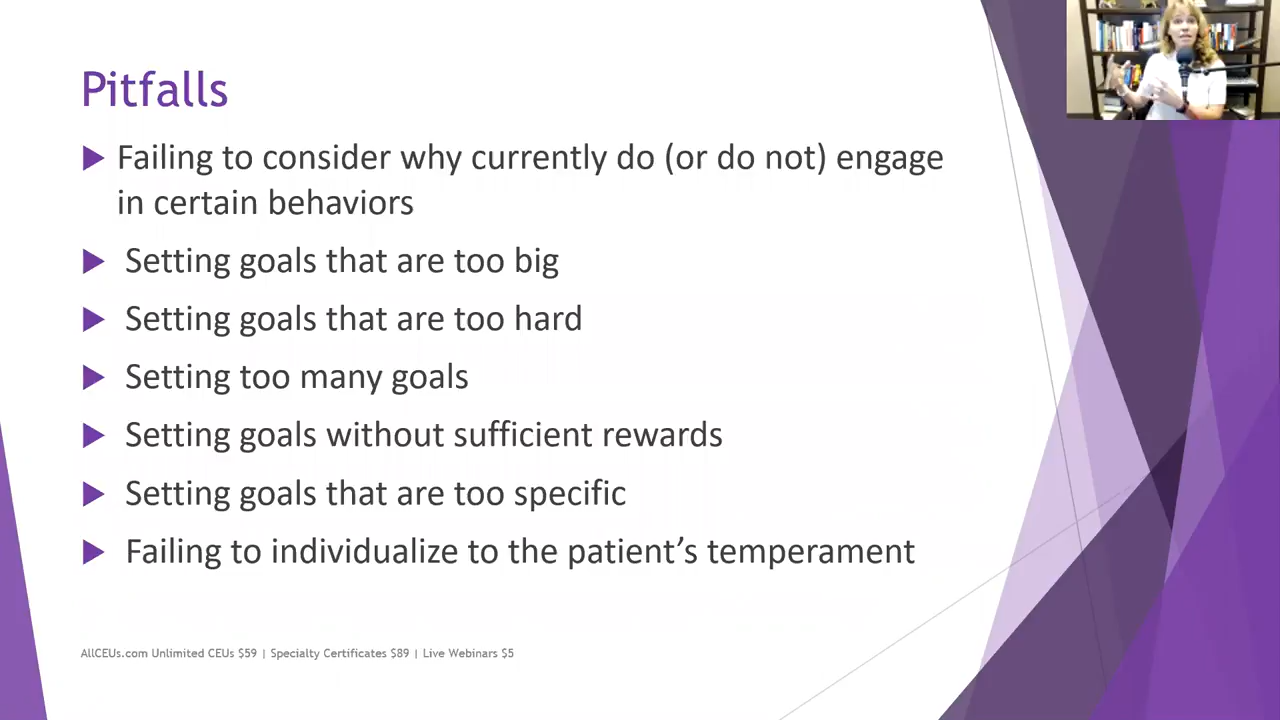 Pitfalls
Failing to consider why currently do (or do not) engage
in certain behaviors
Setting goals that are too big
Setting goals that are too hard
Setting too many goals
Setting goals without sufficient rewards
Setting goals that are too specific
Failing to individualize to the patient’s temperament
AllCEUs.com Unlimited CEUs $59 | Specialty Certificates $89 | Live Webinars $5